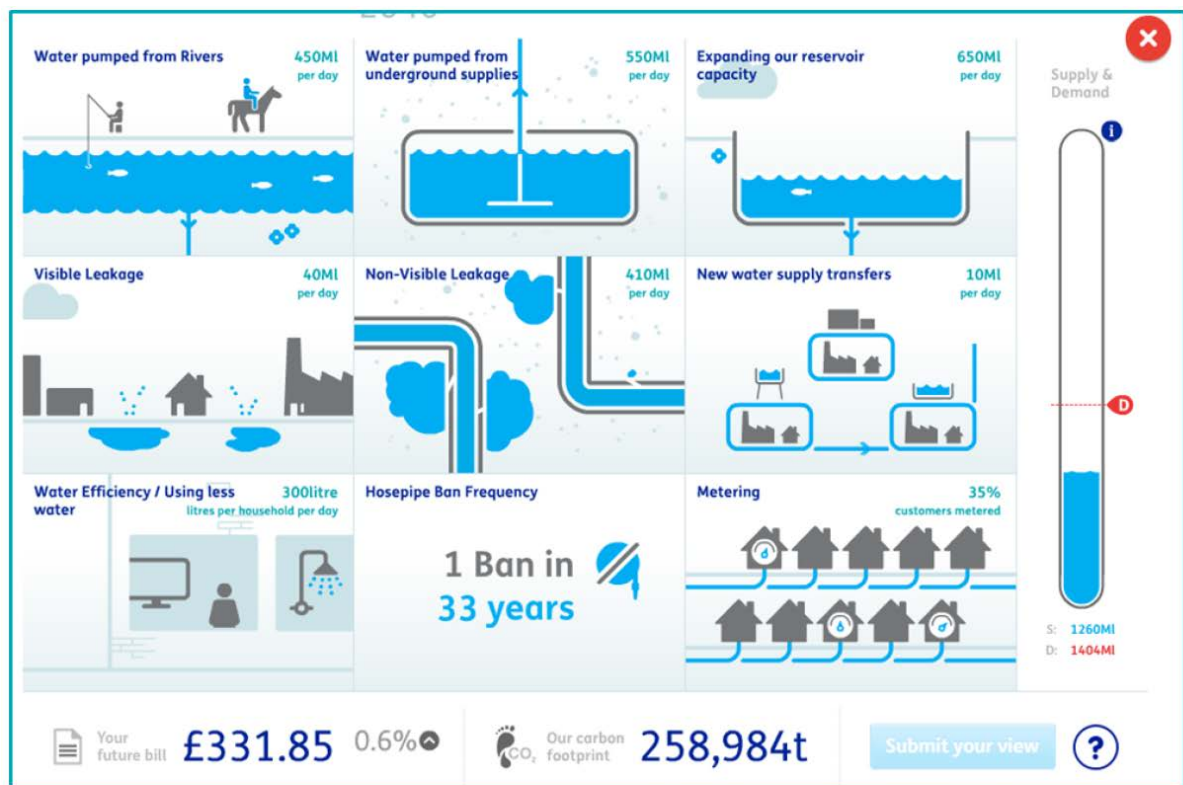 Water pumped from Rivers
450Ml
per day
Water pumped from
underground supplies
550Ml
per day
Expanding our reservoir
capacity
650Ml
per day
Supply &
Demand
i
Visible Leakage
40Ml
per day
Non-Visible Leakage
410Ml
per day
New water supply transfers
10Ml
per day
D
Water Efficiency / Using less
water
300litre
litres per household per day
Hosepipe Ban Frequency
1 Ban in
33 years
Metering
35%
customers metered
S: 1260Ml
D: 1404Ml
Your
future bill
£331.85
0.6%
CO₂
Our carbon
footprint
258,984t
Submit your view
?